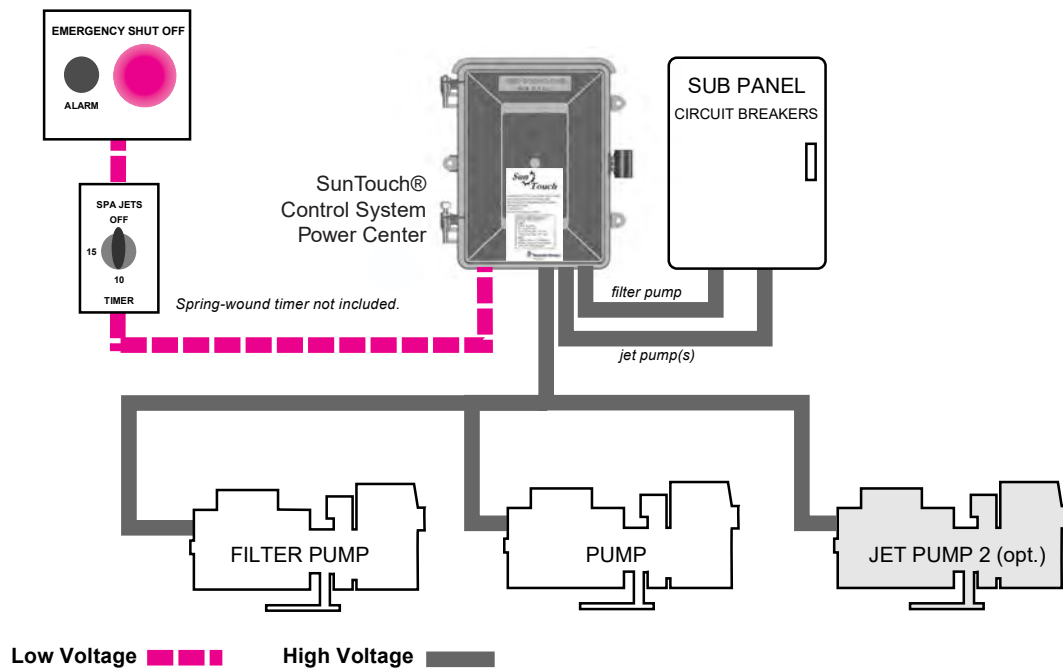 EMERGENCY SHUT OFF
ALARM
SPA JETS
OFF
15
10
TIMER
Spring-wound timer not included.
SunTouch®
Control System
Power Center
Sun
Touch
SUB PANEL
CIRCUIT BREAKERS
filter pump
jet pump(s)
FILTER PUMP
PUMP
JET PUMP 2 (opt.)
Low Voltage
High Voltage